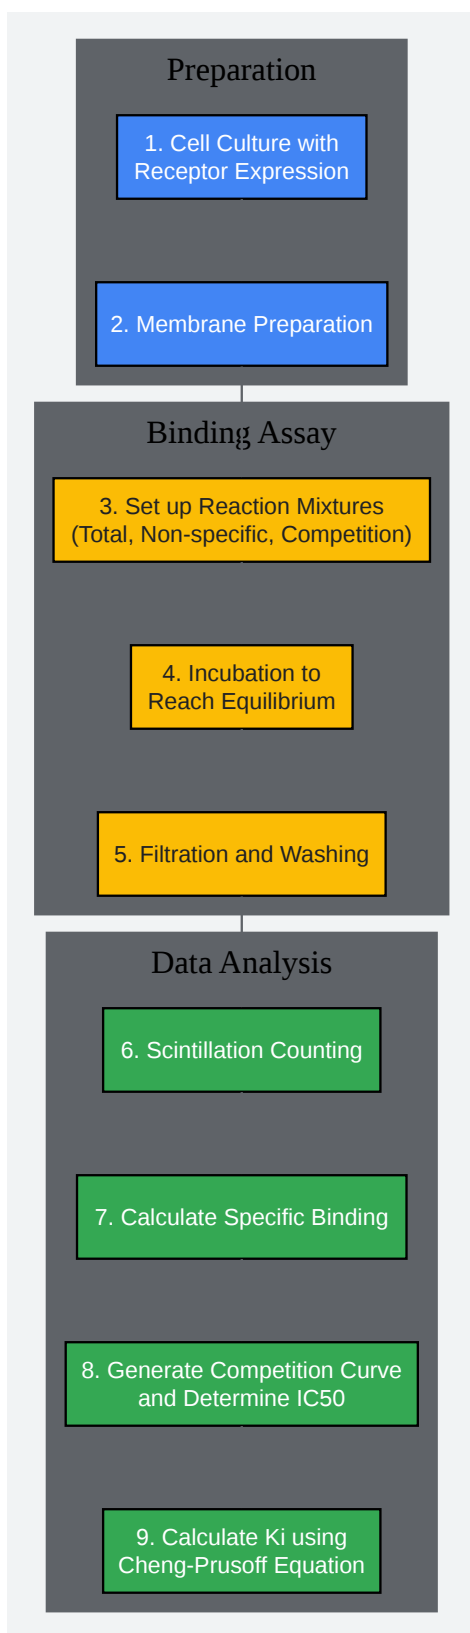 Preparation
1. Cell Culture with
Receptor Expression
2. Membrane Preparation
Binding Assay
3. Set up Reaction Mixtures
(Total, Non-specific, Competition)
4. Incubation to
Reach Equilibrium
5. Filtration and Washing
Data Analysis
6. Scintillation Counting
7. Calculate Specific Binding
8. Generate Competition Curve
and Determine IC50
9. Calculate Ki using
Cheng-Prusoff Equation